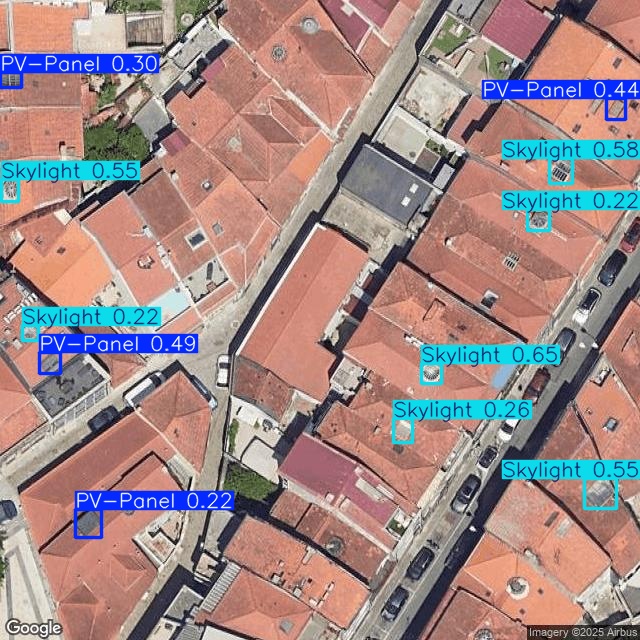 PV-Panel 0.30
PV-Panel 0.44
Skylight 0.58
Skylight 0.55
Skylight 0.22
Skylight 0.22
PV-Panel 0.49
Skylight 0.65
Skylight 0.26
Skylight 0.55
PV-Panel 0.22
Google
Imagery ©2025 Airbus